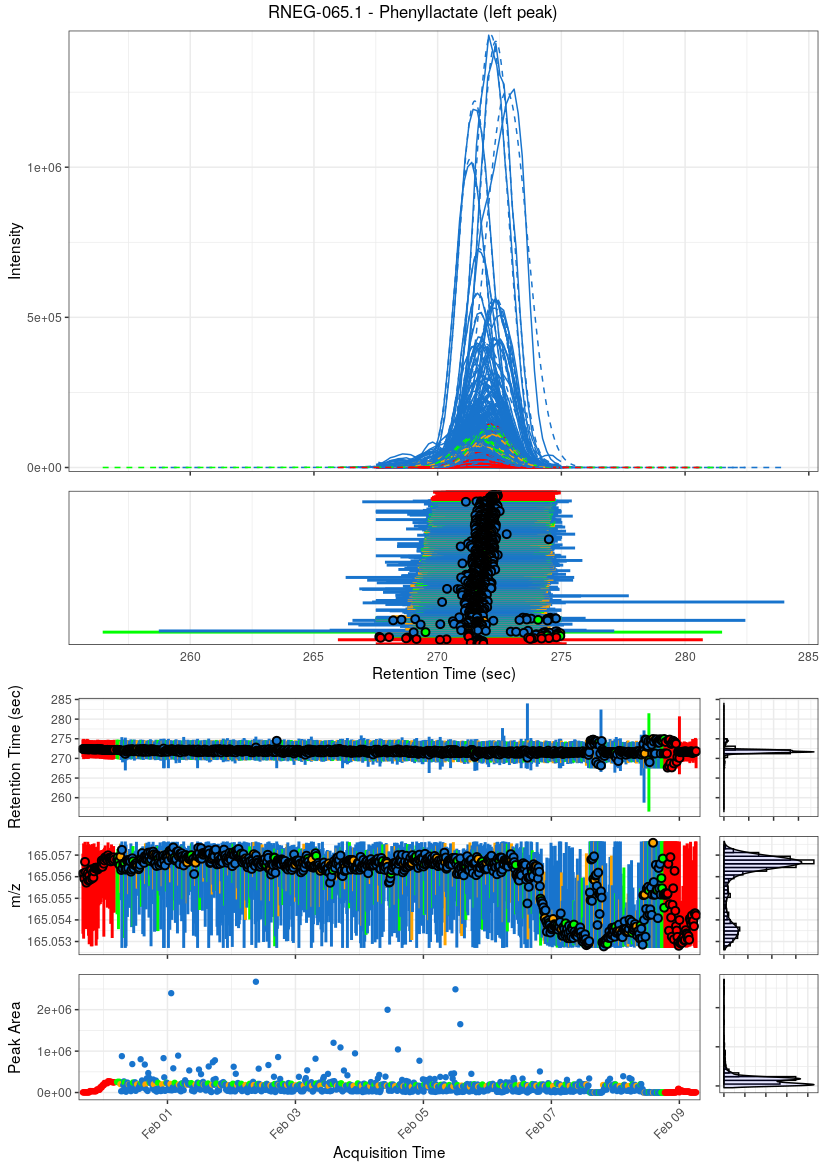 RNEG-065.1 - Phenyllactate (left peak)
Intensity
1e+06
5e+05
0e+00
260
265
270
275
280
285
Retention Time (sec)
Retention Time (sec)
285
280
275
270
265
260
m/z
165.057
165.056
165.055
165.054
165.053
Peak Area
2e+06
1e+06
0e+00
Feb 01
Feb 03
Feb 05
Feb 07
Feb 09
Acquisition Time